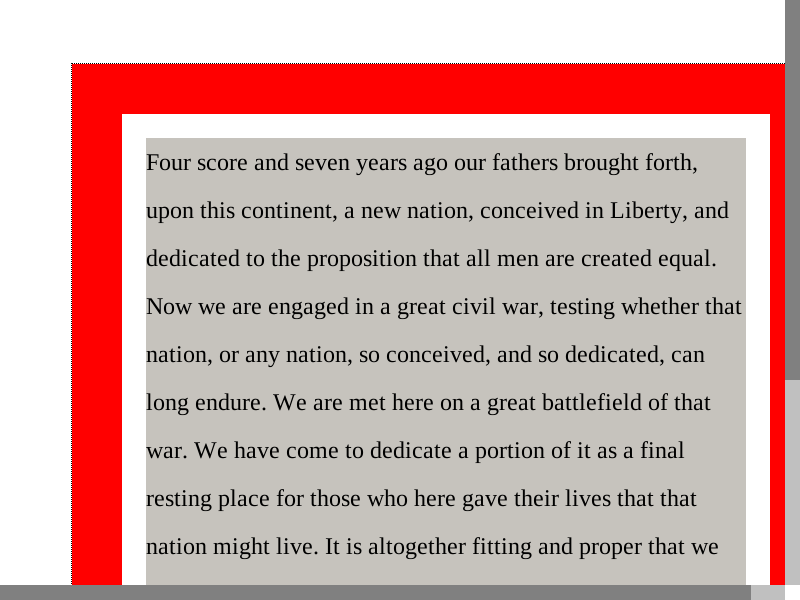 Four score and seven years ago our fathers brought forth,
upon this continent, a new nation, conceived in Liberty, and
dedicated to the proposition that all men are created equal.
Now we are engaged in a great civil war, testing whether that
nation, or any nation, so conceived, and so dedicated, can
long endure. We are met here on a great battlefield of that
war. We have come to dedicate a portion of it as a final
resting place for those who here gave their lives that that
nation might live. It is altogether fitting and proper that we